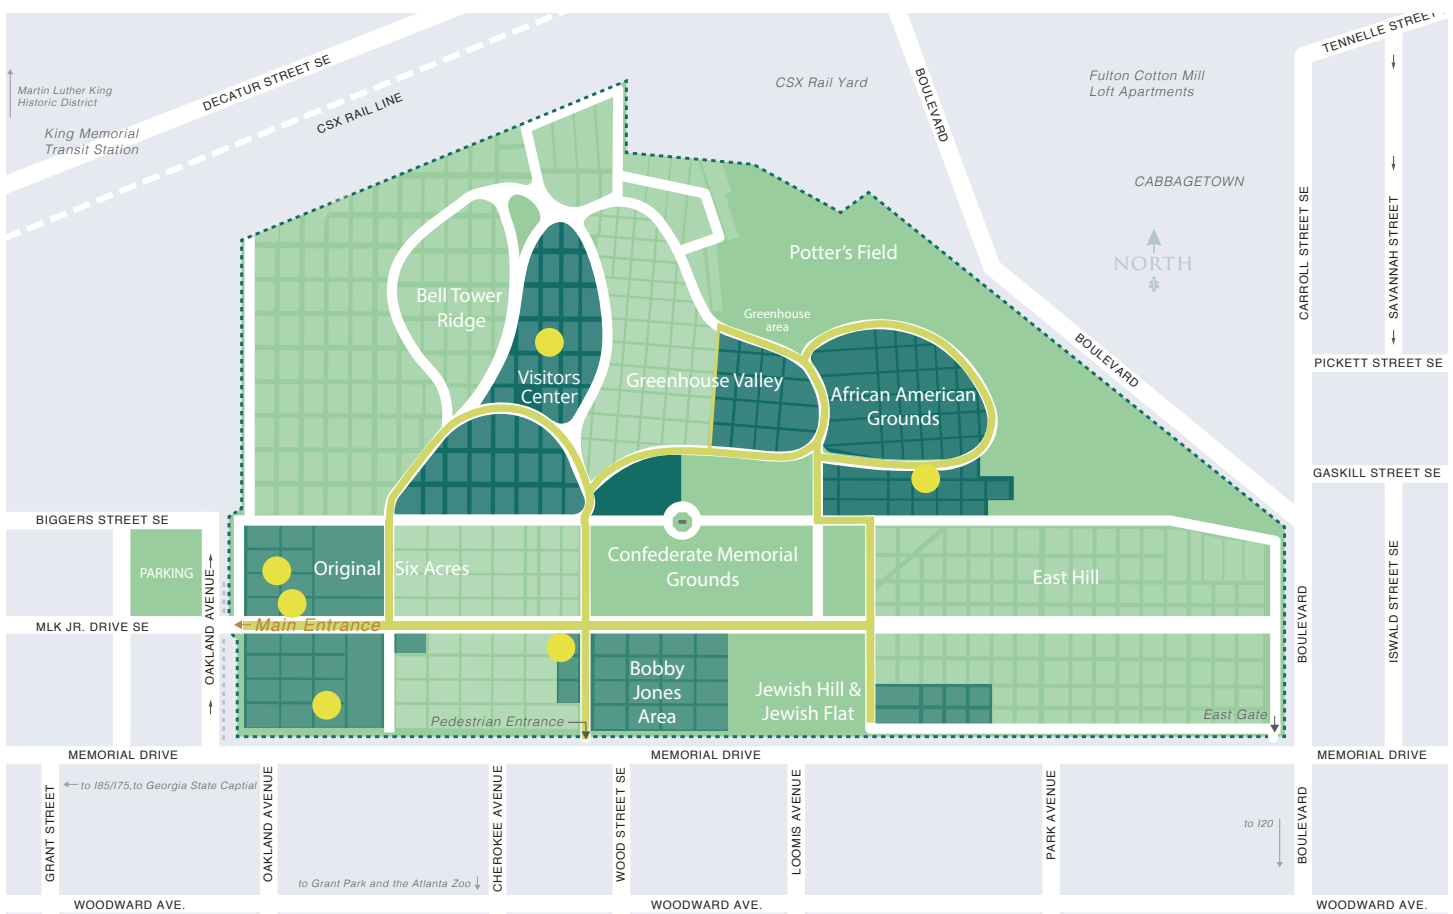 TENNELLE STREET
DECATUR STREET SE
CSX RAIL LINE
Martin Luther King
Historic District
King Memorial
Transit Station
CSX Rail Yard
BOULEVARD
Fulton Cotton Mill
Loft Apartments
CABBAGETOWN
NORTH
CARROLL STREET SE
SAVANNAH STREET
Potter's Field
Bell Tower
Ridge
Greenhouse
area
BOULEVARD
PICKETT STREET SE
Visitors
Center
Greenhouse Valley
African American
Grounds
GASKILL STREET SE
BIGGERS STREET SE
PARKING
OAKLAND AVENUE
Original Six Acres
Confederate Memorial
Grounds
East Hill
ISWALD STREET SE
BOULEVARD
MLK JR. DRIVE SE
Main Entrance
Bobby
Jones
Area
Jewish Hill &
Jewish Flat
Pedestrian Entrance
East Gate
MEMORIAL DRIVE
MEMORIAL DRIVE
MEMORIAL DRIVE
to I85/I75,to Georgia State Captial
GRANT STREET
OAKLAND AVENUE
CHEROKEE AVENUE
WOOD STREET SE
LOOMIS AVENUE
PARK AVENUE
BOULEVARD
to I20
to Grant Park and the Atlanta Zoo
WOODWARD AVE.
WOODWARD AVE.
WOODWARD AVE.